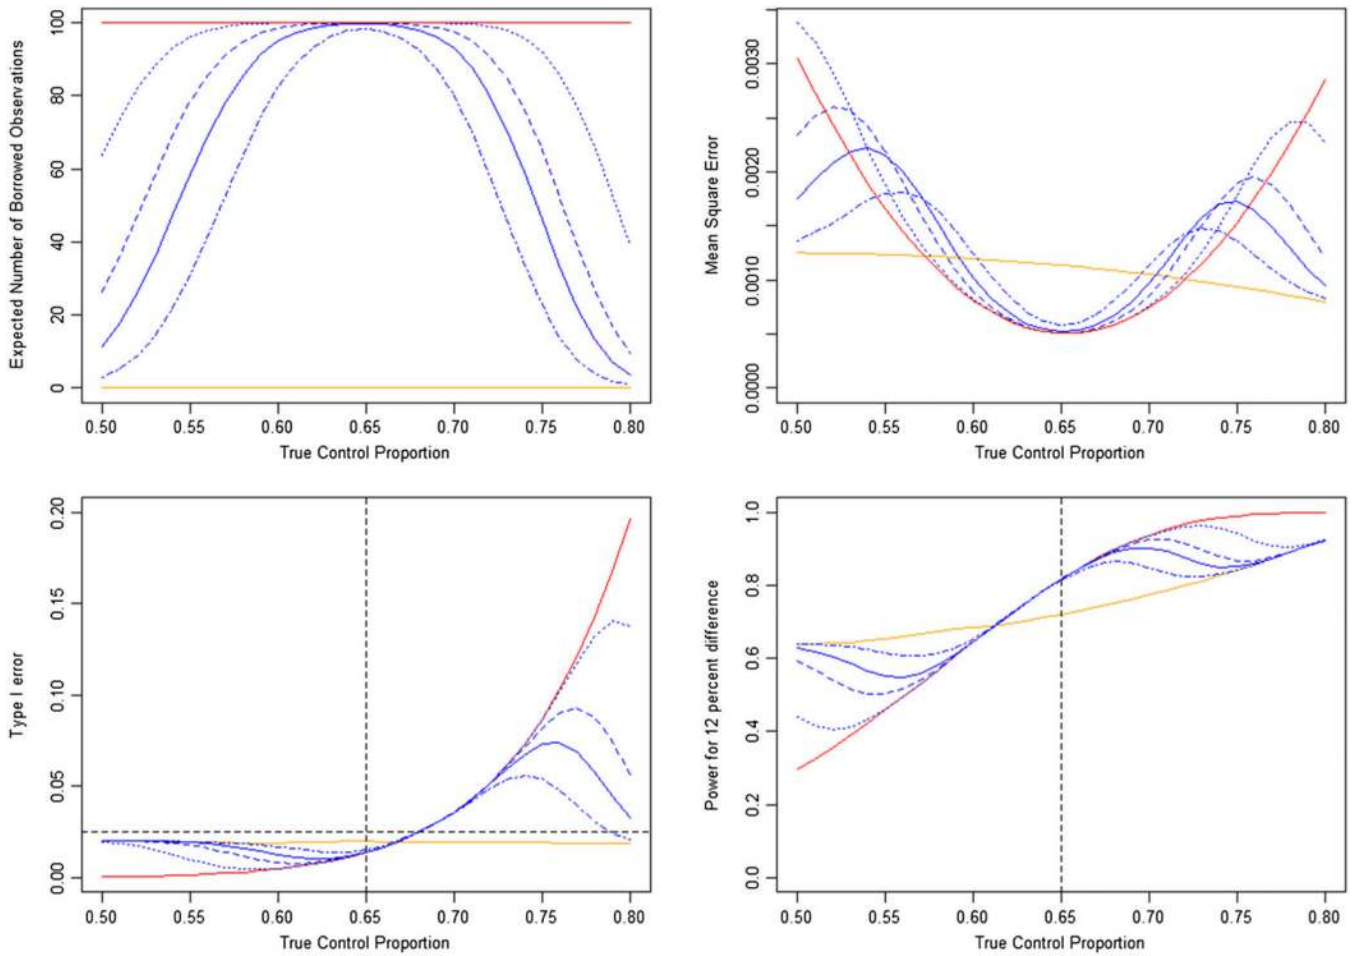 Expected Number of Borrowed Observations
100
80
60
40
20
0
0.50 0.55 0.60 0.65 0.70 0.75 0.80
True Control Proportion
Mean Square Error
0.0030
0.0020
0.0010
0.0000
0.50 0.55 0.60 0.65 0.70 0.75 0.80
True Control Proportion
Type I error
0.20
0.15
0.10
0.05
0.00
0.50 0.55 0.60 0.65 0.70 0.75 0.80
True Control Proportion
Power for 12 percent difference
1.0
0.8
0.6
0.4
0.2
0.0
0.50 0.55 0.60 0.65 0.70 0.75 0.80
True Control Proportion